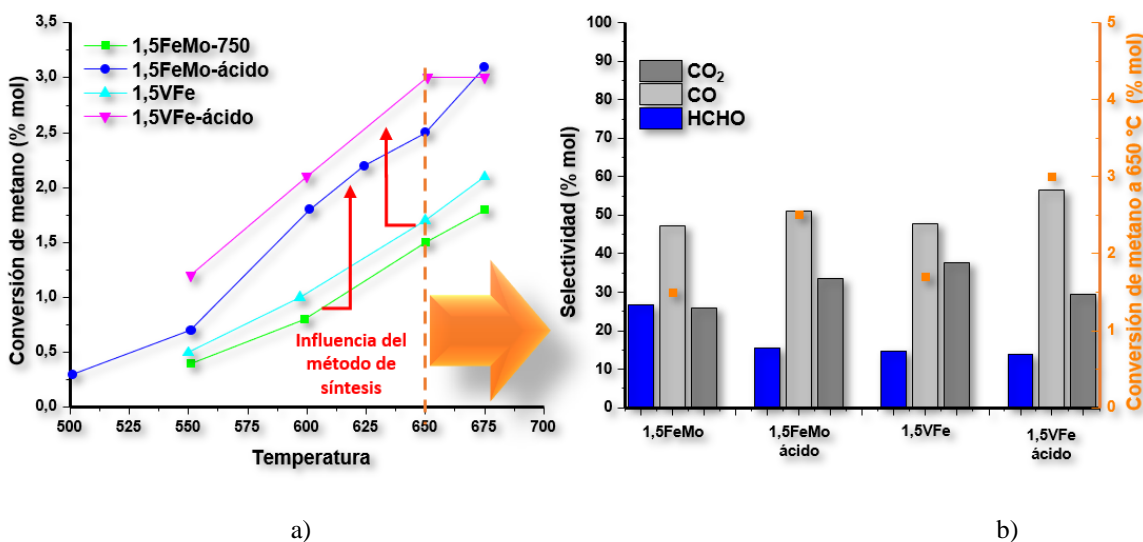 3,5
3,0
2,5
2,0
1,5
1,0
0,5
0,0
Conversión de metano (% mol)
1,5FeMo-750
1,5FeMo-ácido
1,5VFe
1,5VFe-ácido
Influencia del
método de
síntesis
500 525 550 575 600 625 650 675 700
Temperatura
a)
100
90
80
70
60
50
40
30
20
10
0
Selectividad (% mol)
CO₂
CO
HCHO
5
4
3
2
1
0
Conversión de metano a 650 °C (% mol)
1,5FeMo
1,5FeMo
ácido
1,5VFe
1,5VFe
ácido
b)